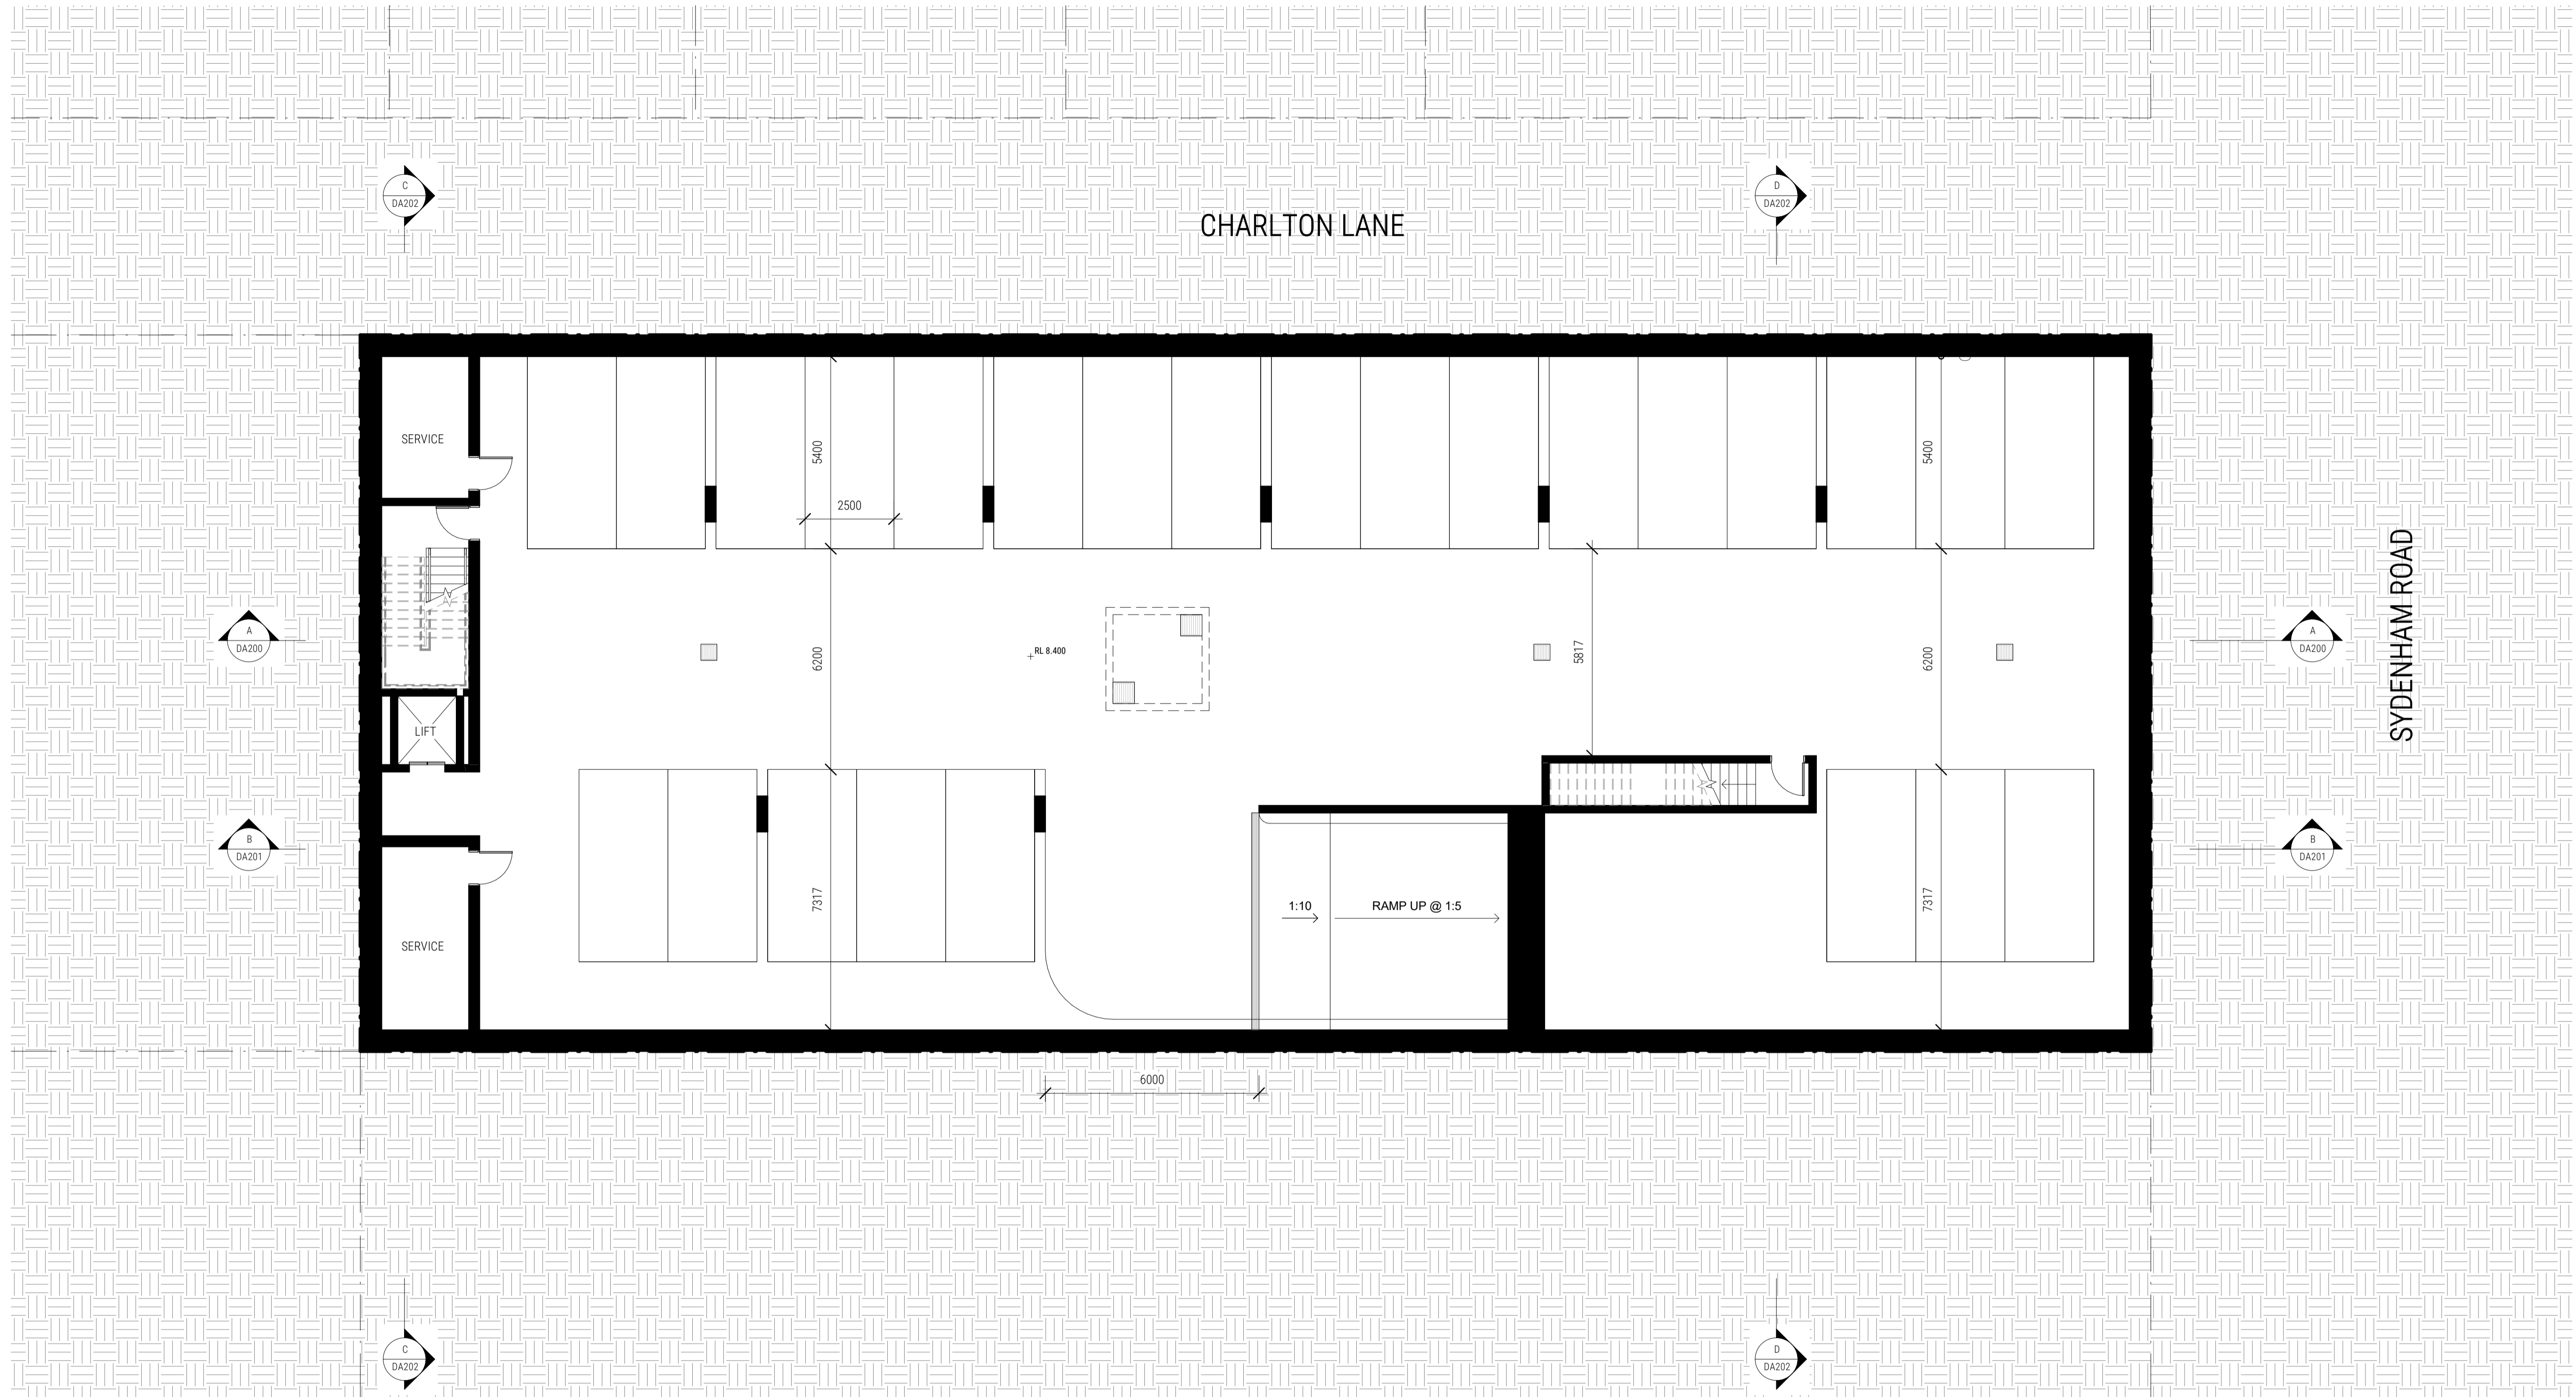 C
DA202
D
DA202
CHARLTON LANE
SERVICE
5400
5400
2500
SYDENHAM ROAD
A
DA200
A
DA200
6200
RL 8.400
5817
6200
LIFT
B
DA201
B
DA201
7317
7317
1:10
RAMP UP @ 1:5
SERVICE
6000
C
DA202
D
DA202